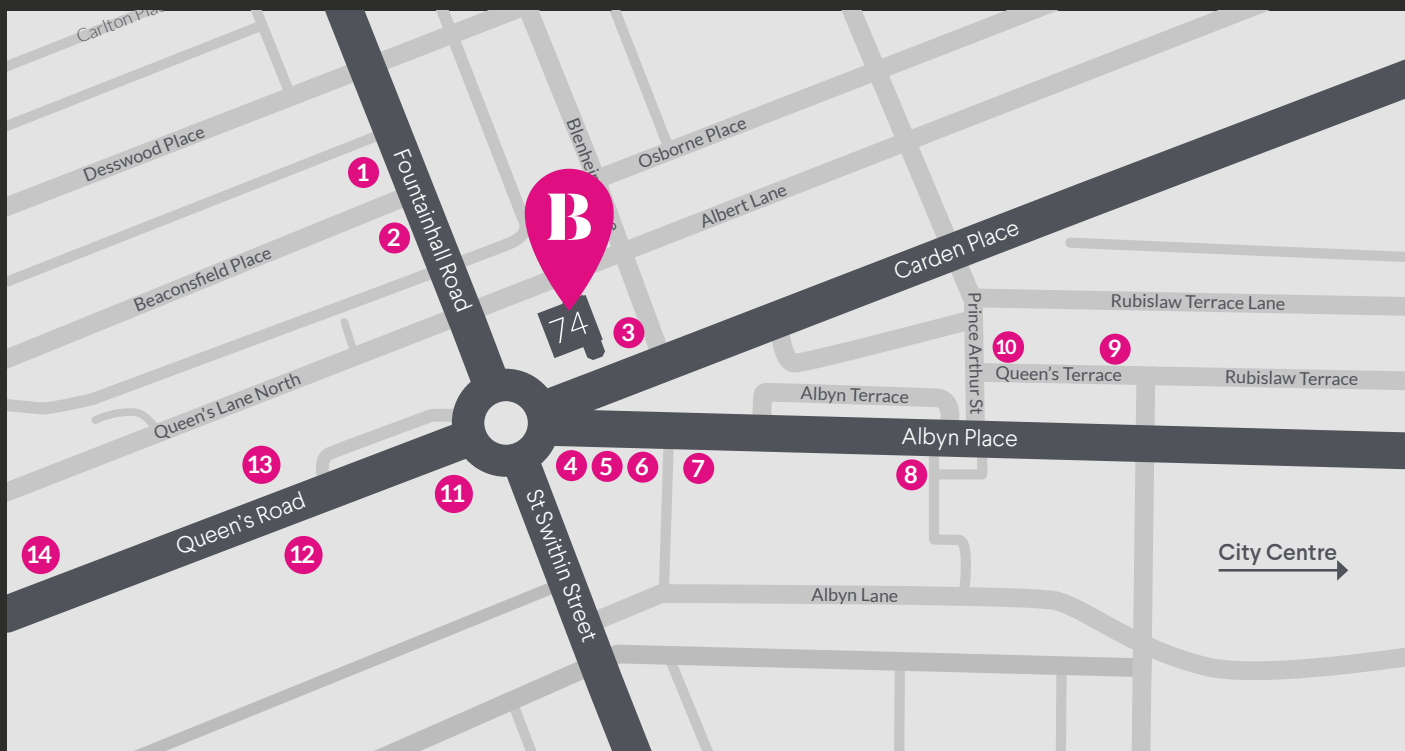 Carlton
Desswood Place
1
Fountainhall Road
2
Beaconsfield Place
Osborne Place
Albert Lane
B
74
3
Carden Place
Prince Arthur St
Rubislaw Terrace Lane
10
9
Queen's Terrace
Rubislaw Terrace
Albyn Terrace
Albyn Place
Queen's Lane North
13
4
5
6
7
8
11
Queen's Road
12
14
St Swithin Street
City Centre
Albyn Lane